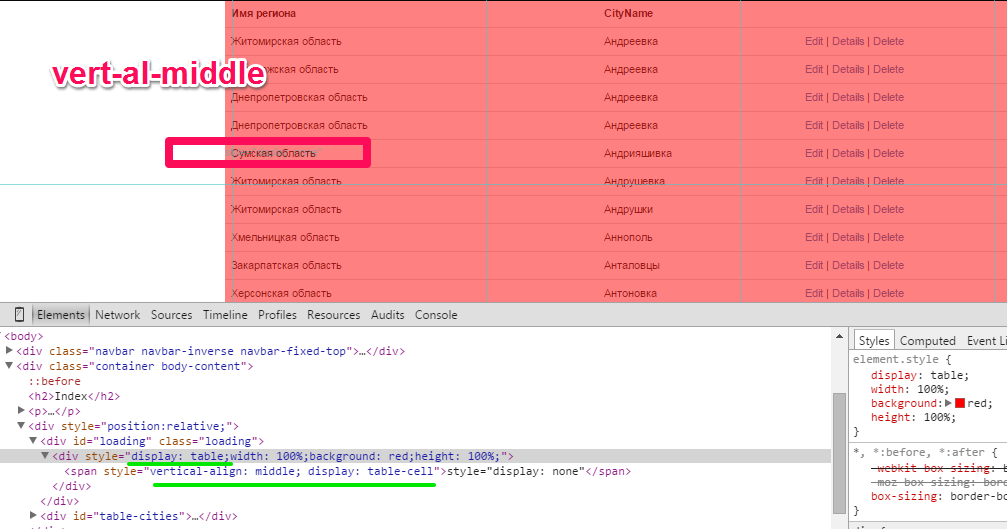 Имя региона CityName
Житомирская область Андреевка Edit | Details | Delete
жская область Андреевка Edit | Details | Delete
vert-al-middle
Днепропетровская область Андреевка Edit | Details | Delete
Днепропетровская область Андреевка Edit | Details | Delete
Сумская область Андрияшивка Edit | Details | Delete
Житомирская область Андрушевка Edit | Details | Delete
Житомирская область Андрушки Edit | Details | Delete
Хмельницкая область Аннополь Edit | Details | Delete
Закарпатская область Анталовцы Edit | Details | Delete
Херсонская область Антоновка Edit | Details | Delete
Elements Network Sources Timeline Profiles Resources Audits Console
<body>
<div class="navbar navbar-inverse navbar-fixed-top">…</div>
<div class="container body-content">
::before
<h2>Index</h2>
<p>…</p>
<div style="position:relative;">
<div id="loading" class="loading">
<div style="display: table;width: 100%;background: red;height: 100%;">
<span style="vertical-align: middle; display: table-cell">style="display: none"</span>
</div>
</div>
<div id="table-cities">…</div>
Styles Computed Event Li
element.style {
display: table;
width: 100%;
background: red;
height: 100%;
}
*, *:before, *:after {
-webkit-box-sizing: b
-moz-box-sizing: bord
box-sizing: border-bo
}